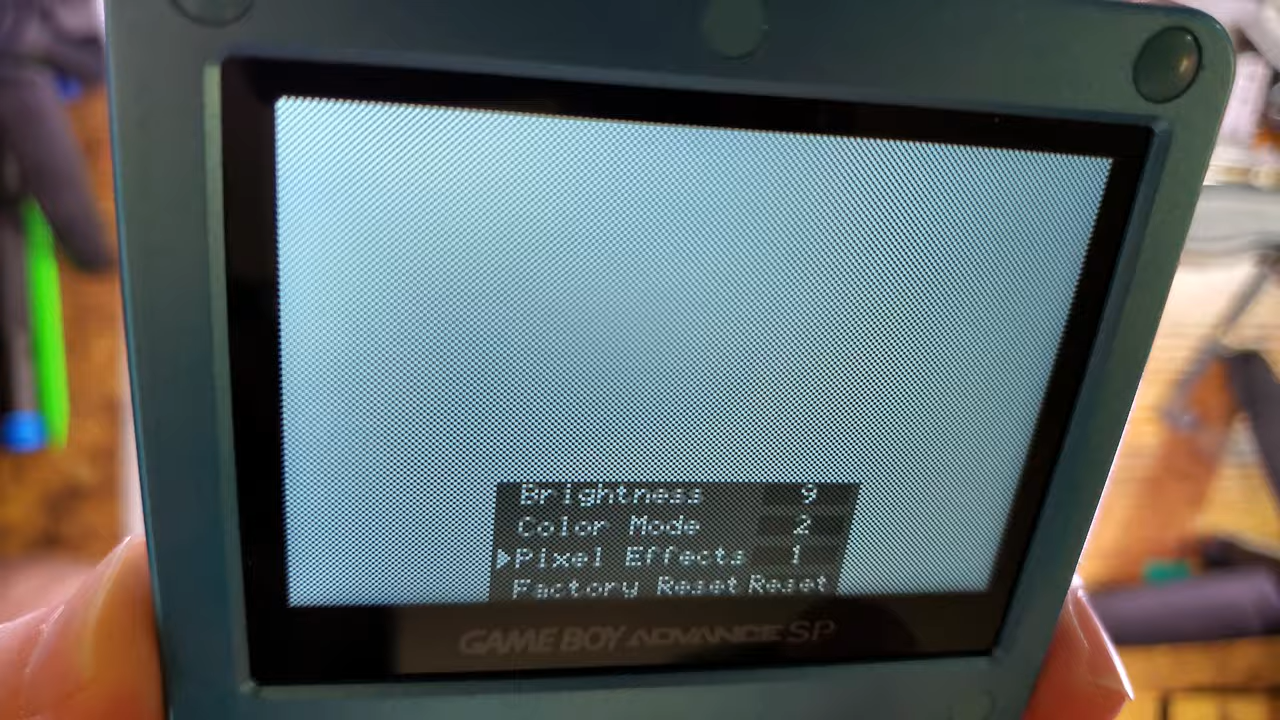 Brightness 9
Color Mode 2
Pixel Effects 1
Factory Reset Reset
GAME BOY ADVANCE SP